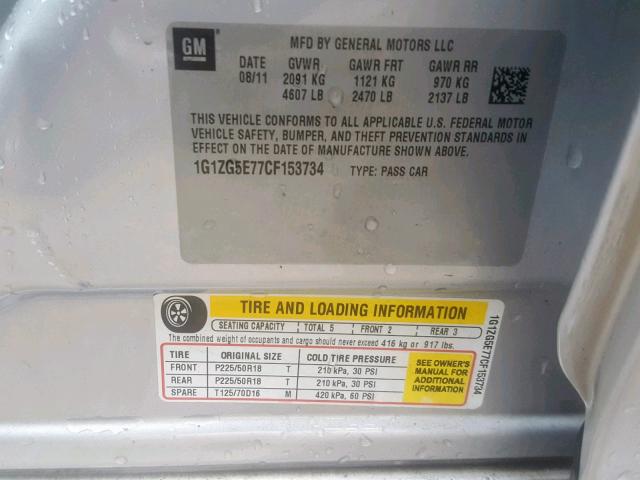 GM
MFD BY GENERAL MOTORS LLC
DATE GVWR GAWR FRT GAWR RR
08/11 2091 KG 1121 KG 970 KG
4607 LB 2470 LB 2137 LB
THIS VEHICLE CONFORMS TO ALL APPLICABLE U.S. FEDERAL MOTOR
VEHICLE SAFETY, BUMPER, AND THEFT PREVENTION STANDARDS IN
EFFECT ON THE DATE OF MANUFACTURE SHOWN ABOVE.
1G1ZG5E77CF153734 TYPE: PASS CAR
TIRE AND LOADING INFORMATION
SEATING CAPACITY TOTAL 5 FRONT 2 REAR 3
The combined weight of occupants and cargo should never exceed 416 kg or 917 lbs.
TIRE ORIGINAL SIZE COLD TIRE PRESSURE
FRONT P225/50R18 T 210 kPa, 30 PSI
REAR P225/50R18 T 210 kPa, 30 PSI
SPARE T125/70D16 M 420 kPa, 60 PSI
SEE OWNER'S
MANUAL FOR
ADDITIONAL
INFORMATION
1G1ZG5E77CF153734